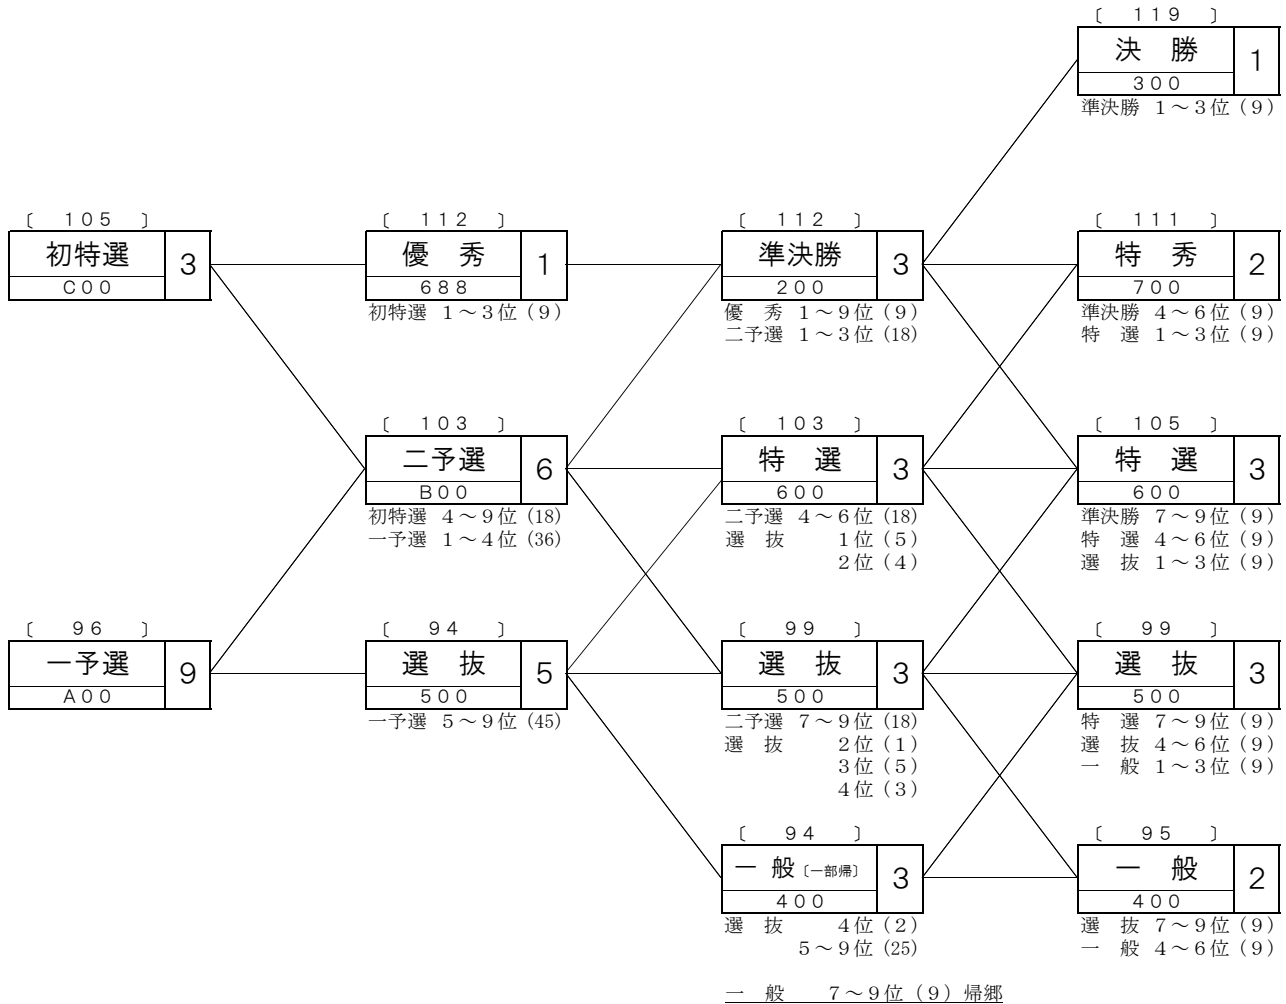 〔 119 〕
決 勝 1
300
準決勝 1～3位(9)
〔 105 〕
初特選 3
C00
〔 112 〕
優 秀 1
688
初特選 1～3位(9)
〔 112 〕
準決勝 3
200
優 秀 1～9位(9)
二予選 1～3位(18)
〔 111 〕
特 秀 2
700
準決勝 4～6位(9)
特 選 1～3位(9)
〔 103 〕
二予選 6
B00
初特選 4～9位(18)
一予選 1～4位(36)
〔 103 〕
特 選 3
600
二予選 4～6位(18)
選 抜 1位(5)
2位(4)
〔 105 〕
特 選 3
600
準決勝 7～9位(9)
特 選 4～6位(9)
選 抜 1～3位(9)
〔 96 〕
一予選 9
A00
〔 94 〕
選 抜 5
500
一予選 5～9位(45)
〔 99 〕
選 抜 3
500
二予選 7～9位(18)
選 抜 2位(1)
3位(5)
4位(3)
〔 99 〕
選 抜 3
500
特 選 7～9位(9)
選 抜 4～6位(9)
一 般 1～3位(9)
〔 94 〕
一 般〔一部帰〕 3
400
選 抜 4位(2)
5～9位(25)
〔 95 〕
一 般 2
400
選 抜 7～9位(9)
一 般 4～6位(9)
一 般 7～9位(9)帰郷